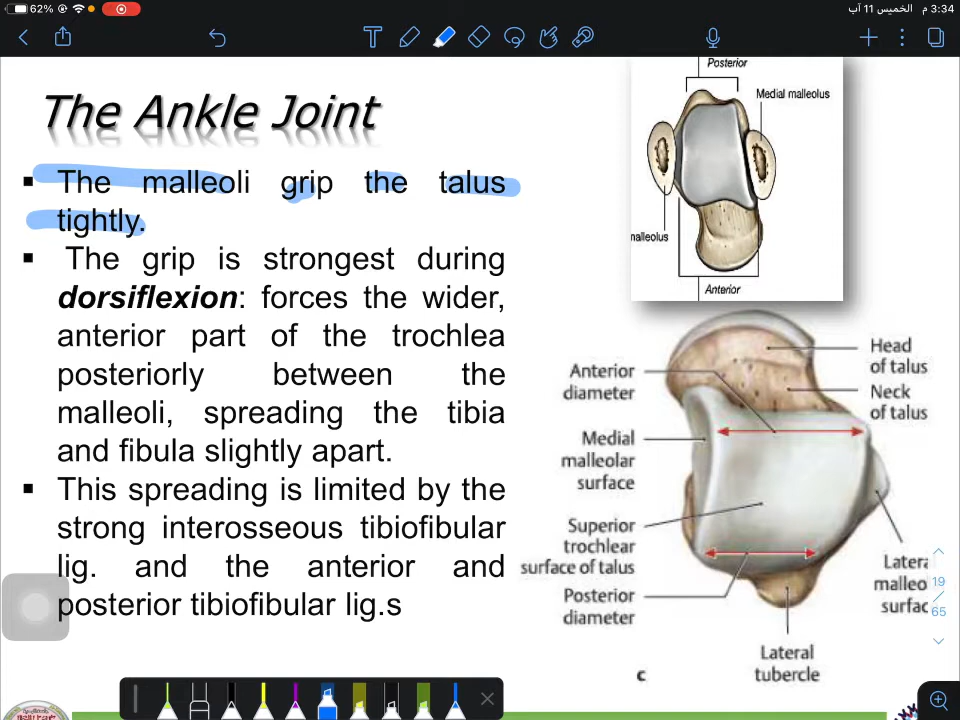 62%
3:34 م الخميس 11 آب
The Ankle Joint
▪ The malleoli grip the talus
tightly.
▪ The grip is strongest during
dorsiflexion: forces the wider,
anterior part of the trochlea
posteriorly between the
malleoli, spreading the tibia
and fibula slightly apart.
▪ This spreading is limited by the
strong interosseous tibiofibular
lig. and the anterior and
posterior tibiofibular lig.s
Posterior
Medial malleolus
malleolus
Anterior
Head
of talus
Neck
of talus
Anterior
diameter
Medial
malleolar
surface
Superior
trochlear
surface of talus
Posterior
diameter
Latera
malleo
surfac
Lateral
tubercle
c
19
65